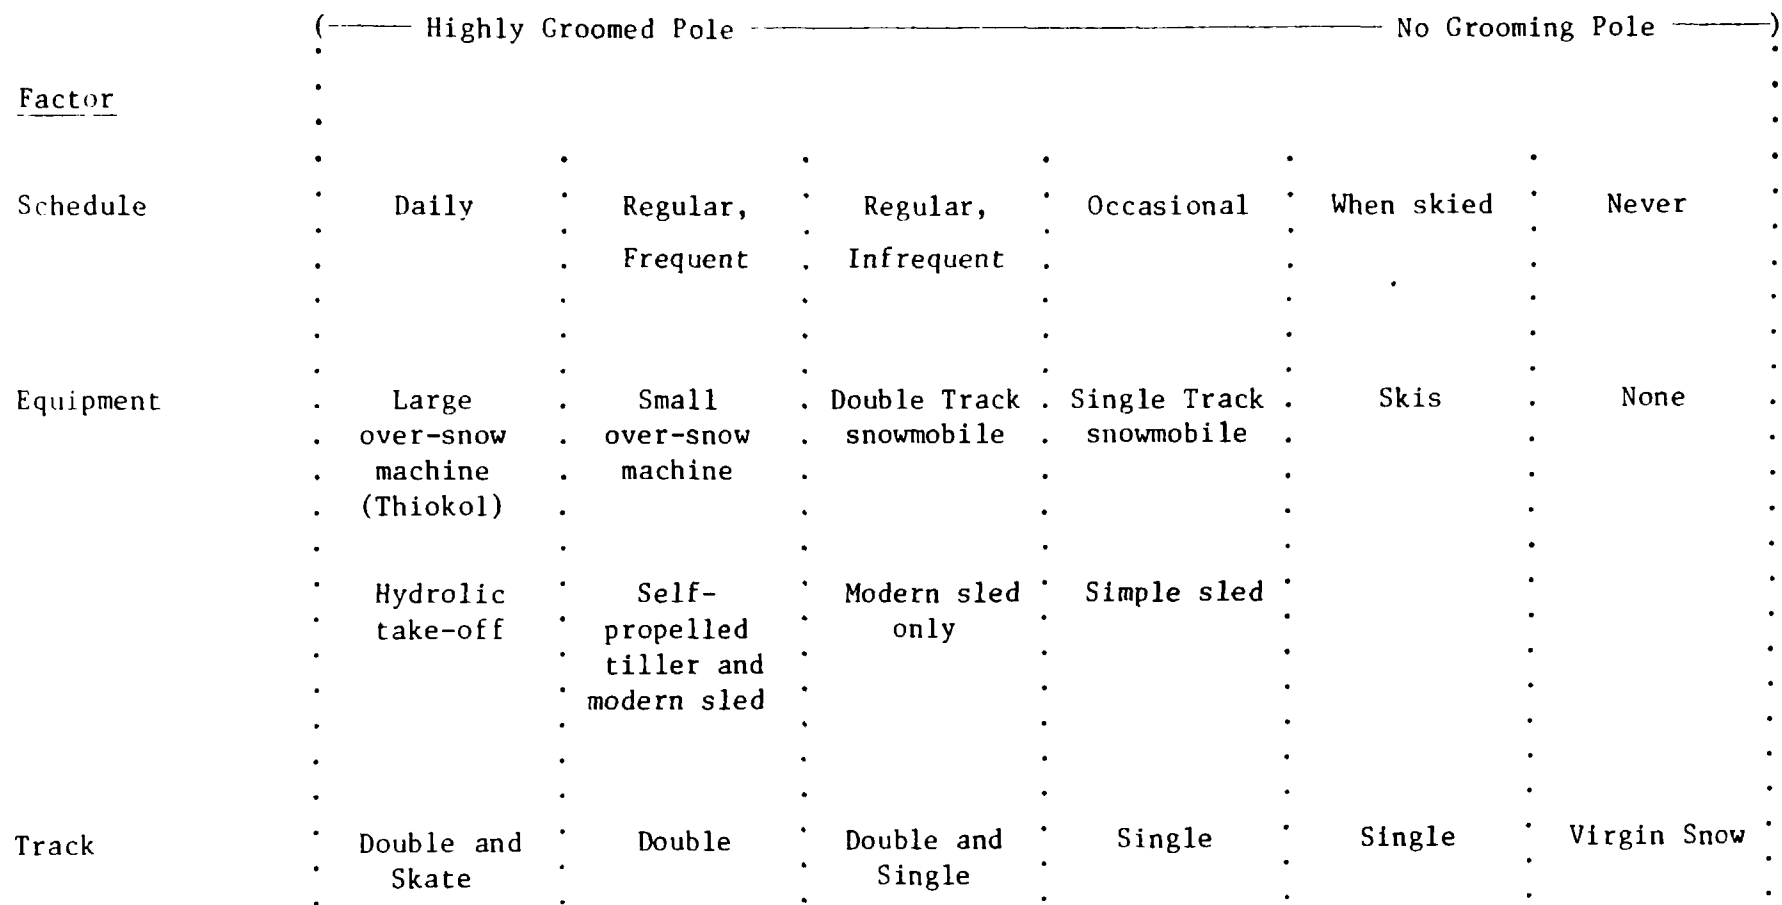 (—— Highly Groomed Pole —————— No Grooming Pole ——)
Factor
Schedule Daily Regular, Regular, Occasional When skied Never
Frequent Infrequent
Equipment Large Small Double Track Single Track Skis None
over-snow over-snow snowmobile snowmobile
machine machine
(Thiokol)
Hydrolic Self- Modern sled Simple sled
take-off propelled only
tiller and
modern sled
Track Double and Double Double and Single Single Virgin Snow
Skate Single